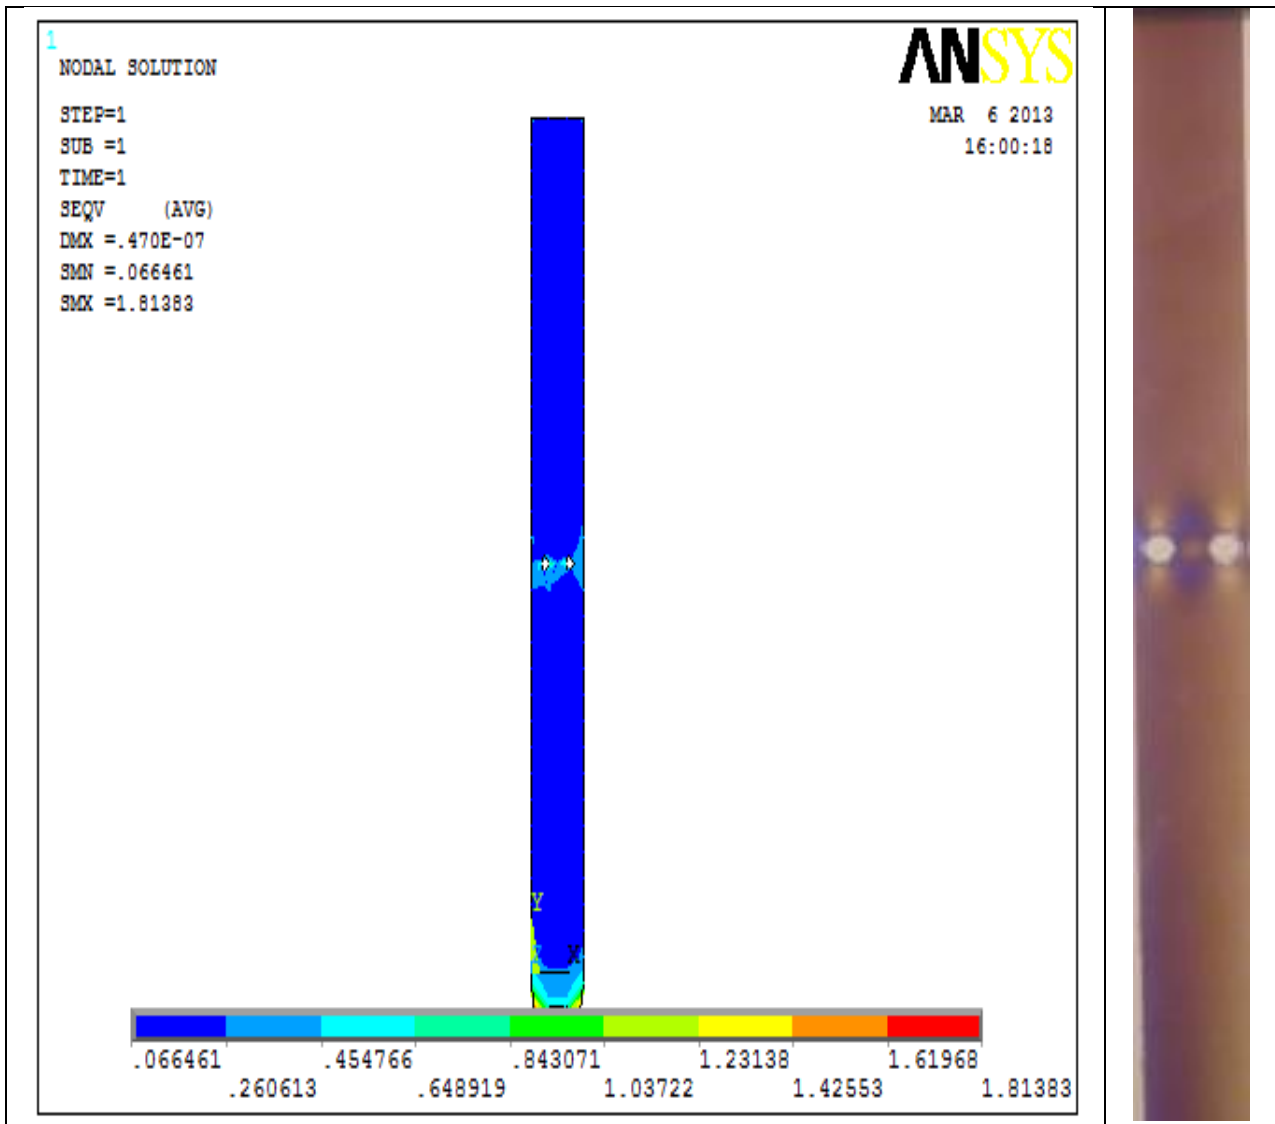 1
NODAL SOLUTION
STEP=1
SUB =1
TIME=1
SEQV (AVG)
DMX =.470E-07
SMN =.066461
SMX =1.81383
ANSYS
MAR 6 2013
16:00:18
Y
X
.066461 .454766 .843071 1.23138 1.61968
.260613 .648919 1.03722 1.42553 1.81383